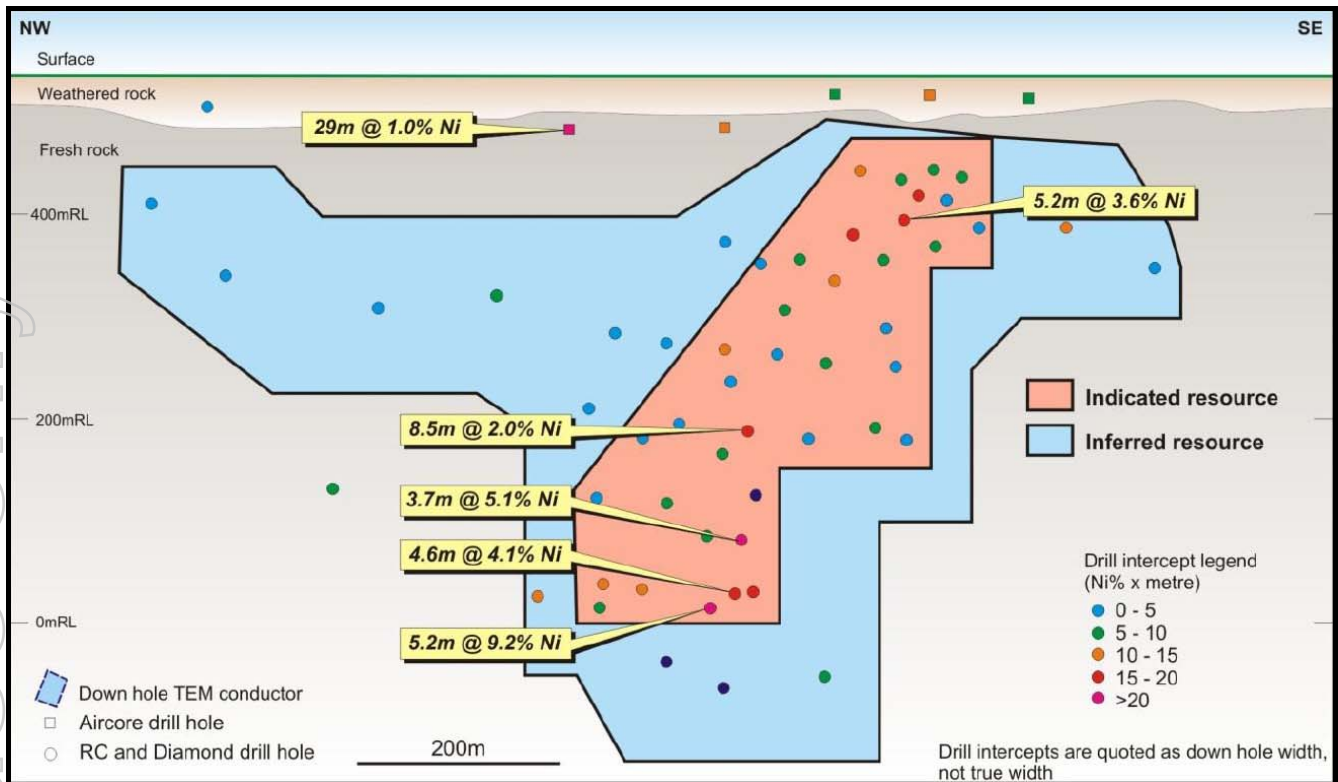 NW
SE
Surface
Weathered rock
29m @ 1.0% Ni
Fresh rock
5.2m @ 3.6% Ni
400mRL
Indicated resource
200mRL
8.5m @ 2.0% Ni
Inferred resource
3.7m @ 5.1% Ni
4.6m @ 4.1% Ni
Drill intercept legend
(Ni% x metre)
0 - 5
5 - 10
0mRL
5.2m @ 9.2% Ni
10 - 15
15 - 20
>20
Down hole TEM conductor
Aircore drill hole
RC and Diamond drill hole
200m
Drill intercepts are quoted as down hole width,
not true width